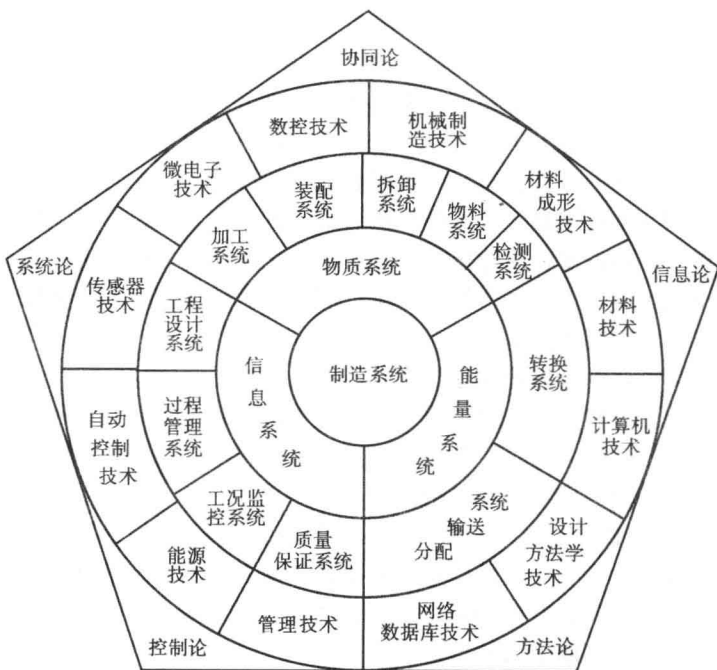 协同论
数控技术
机械制
造技术
微电子
技术
材料
成形
技术
装配
系统
拆卸
系统
物料
系统
加工
系统
检测
系统
物质系统
系统论
信息论
传感器
技术
工程
设计
系统
材料
技术
信息系统
制造系统
能量系统
转换
系统
自动
控制
技术
过程
管理
系统
计算机
技术
工况监
控系统
系统
输送
分配
设计
方法学
技术
能源
技术
质量
保证系统
管理技术
网络
数据库技术
控制论
方法论